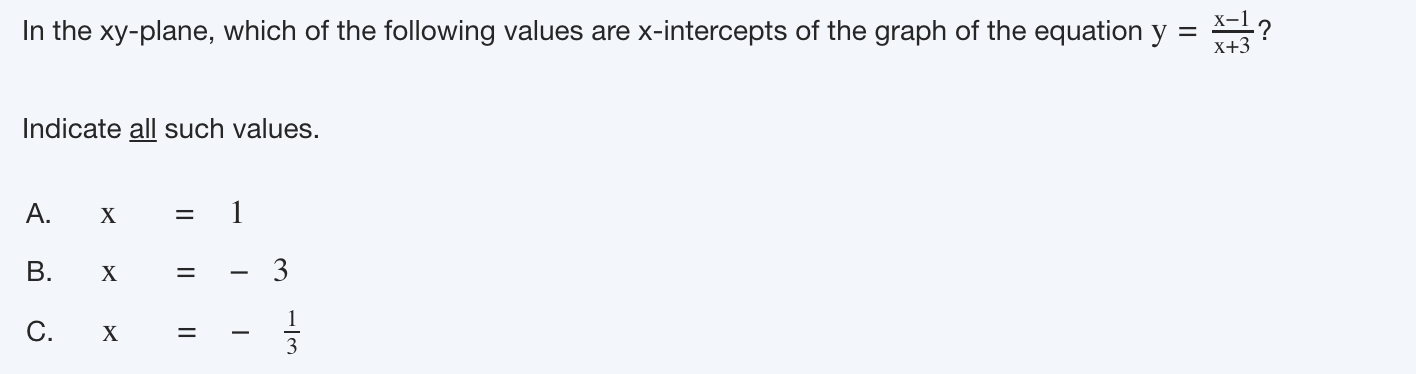 In the xy-plane, which of the following values are x-intercepts of the graph of the equation y = \frac{x−1}{x+3}?
Indicate all such values.
A. x = 1
B. x = − 3
C. x = − \frac{1}{3}